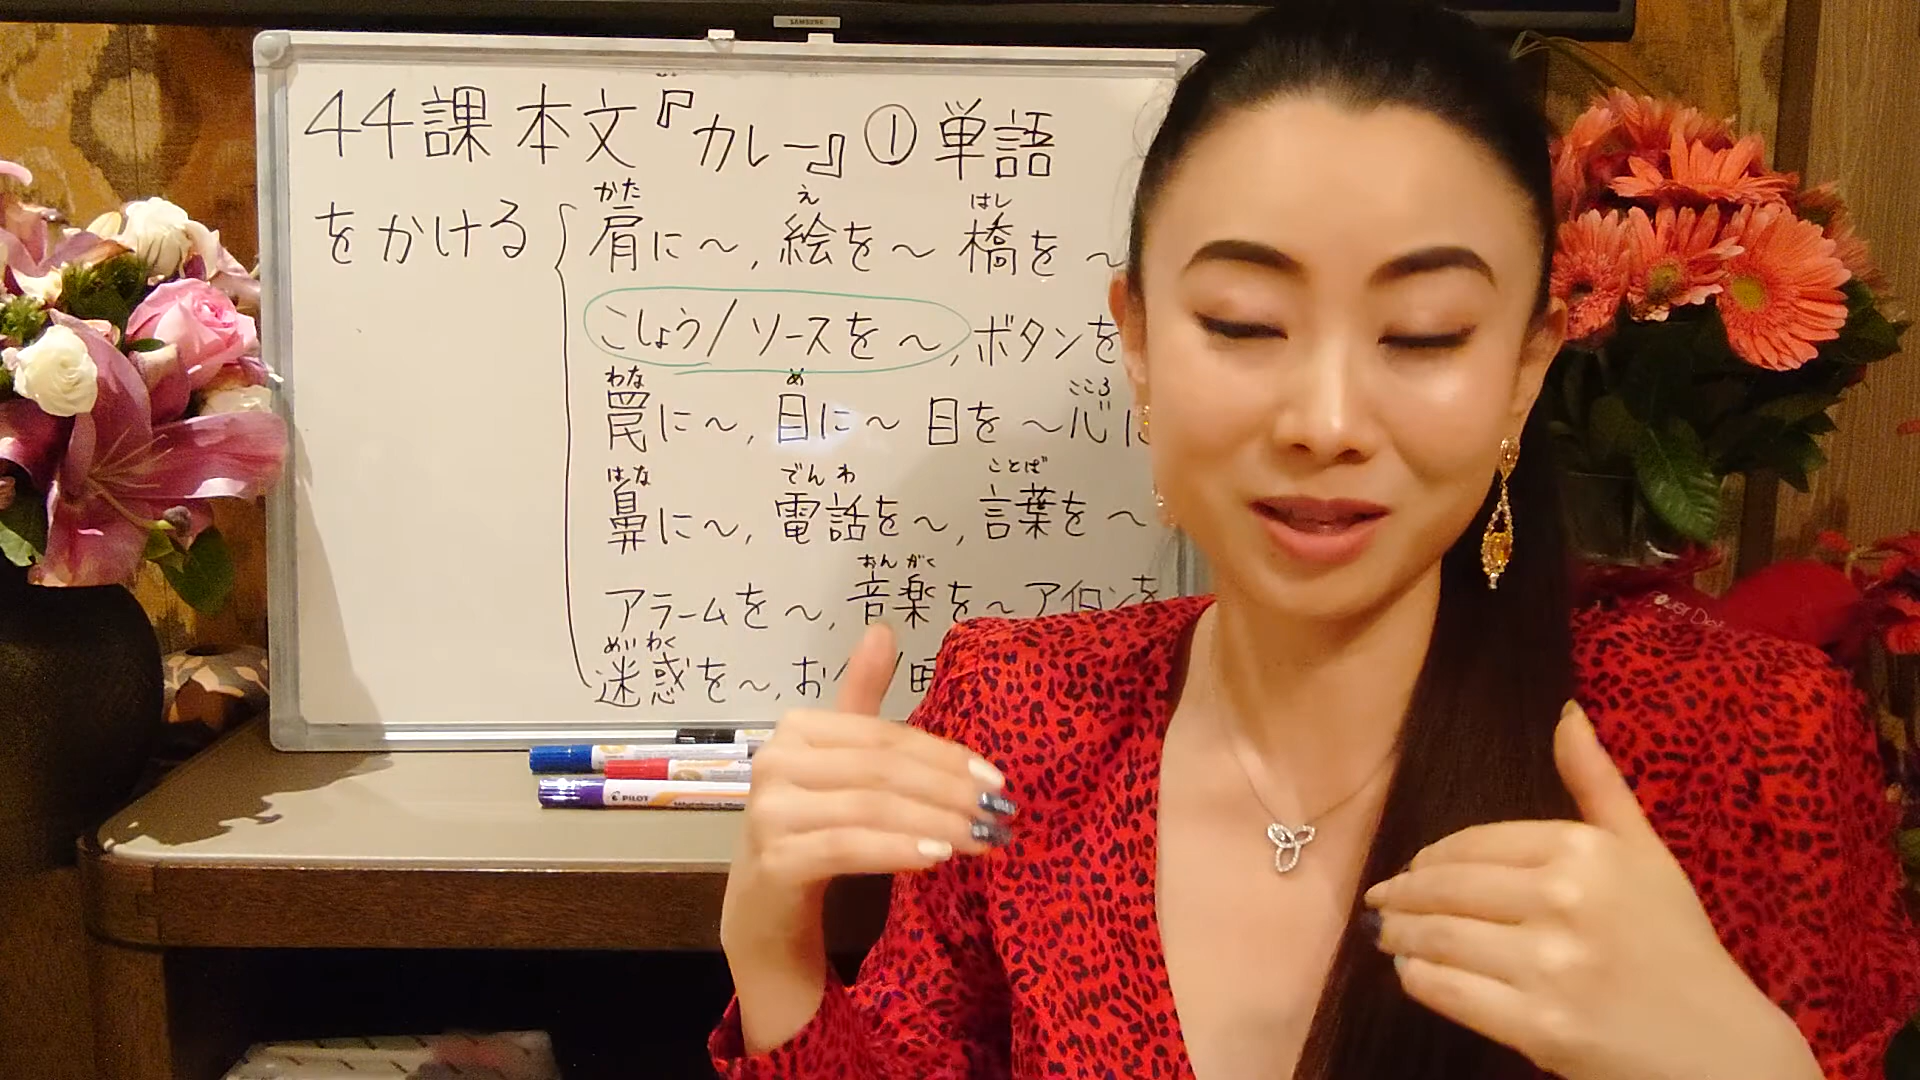 SAMSUNG
44課 本文『カレー』① 単語
かた え はし
をかける 肩に〜, 絵を〜 橋を〜
こしょう/ソースを〜, ボタンを
わな め こころ
罠に〜, 目に〜 目を〜心に
はな でんわ ことば
鼻に〜, 電話を〜, 言葉を〜
おんがく
アラームを〜, 音楽を〜アイロンを
めいわく
迷惑を〜, お
PILOT